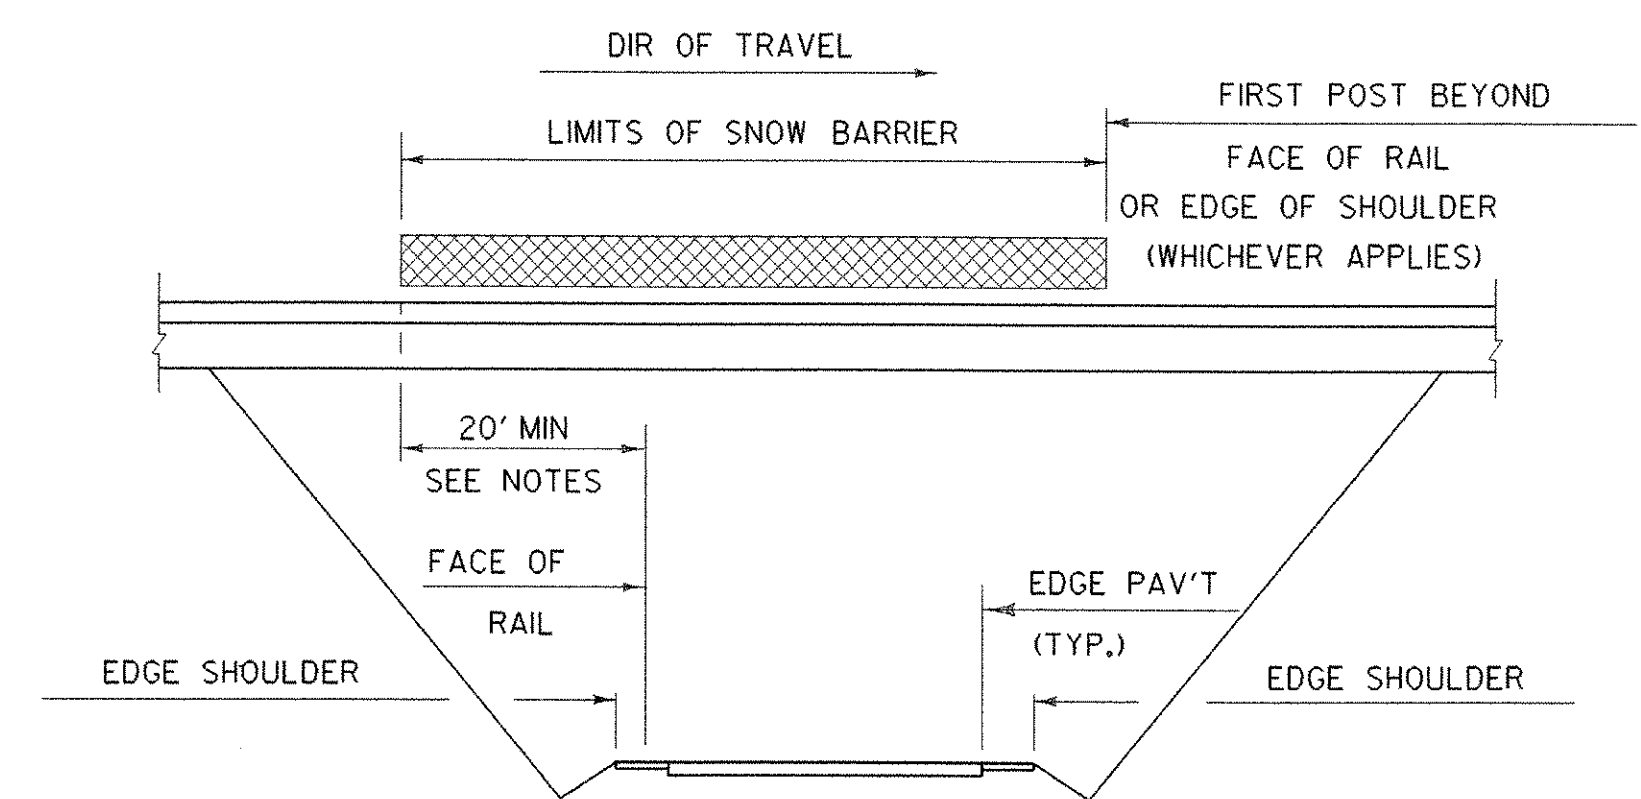 DIR OF TRAVEL
FIRST POST BEYOND
LIMITS OF SNOW BARRIER
FACE OF RAIL
OR EDGE OF SHOULDER
(WHICHEVER APPLIES)
20' MIN
SEE NOTES
FACE OF
RAIL
EDGE PAV'T
(TYP.)
EDGE SHOULDER
EDGE SHOULDER